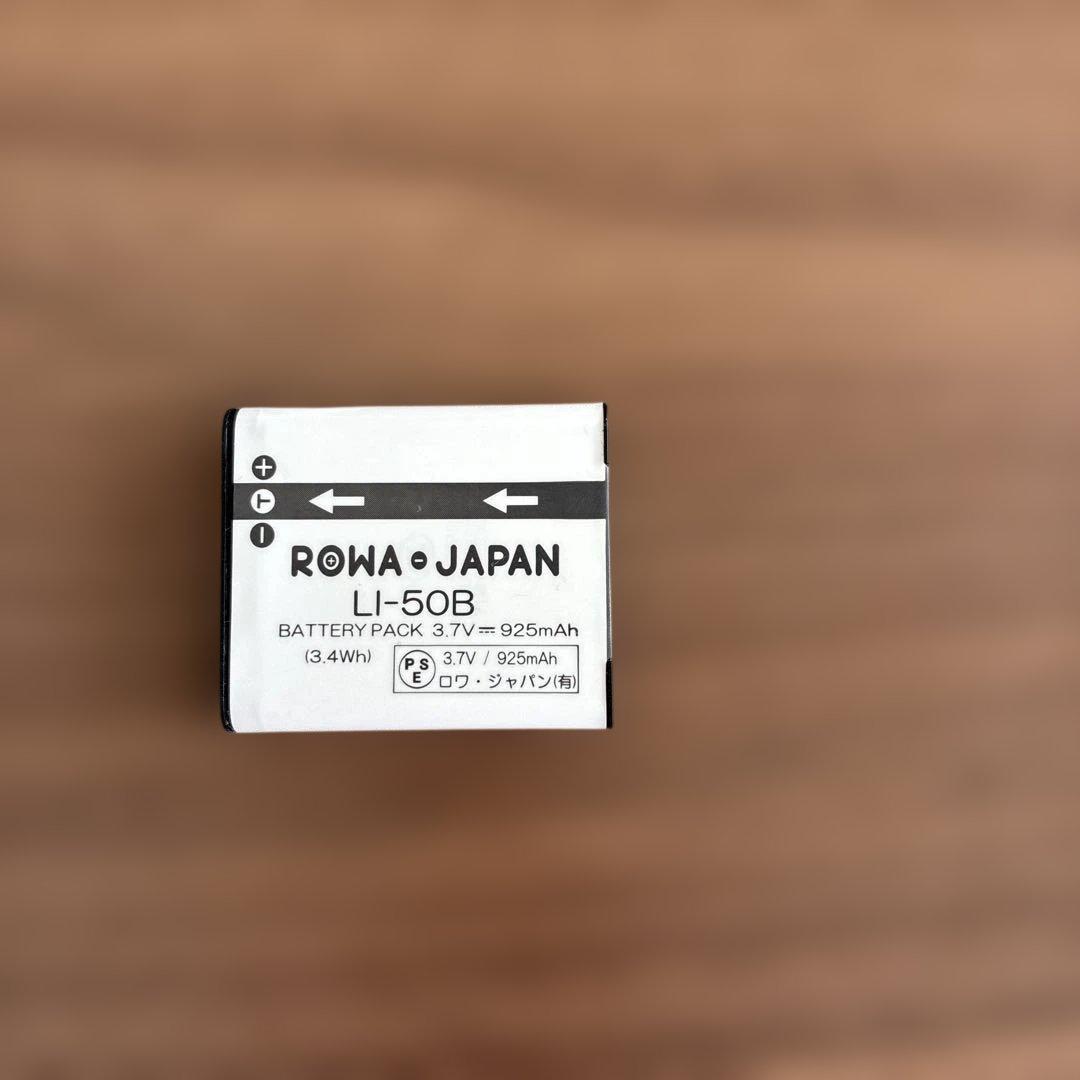 +
T
−
ROWA・JAPAN
LI-50B
BATTERY PACK 3.7V⎓925mAh
(3.4Wh)
PSE
3.7V / 925mAh
ロワ・ジャパン(有)